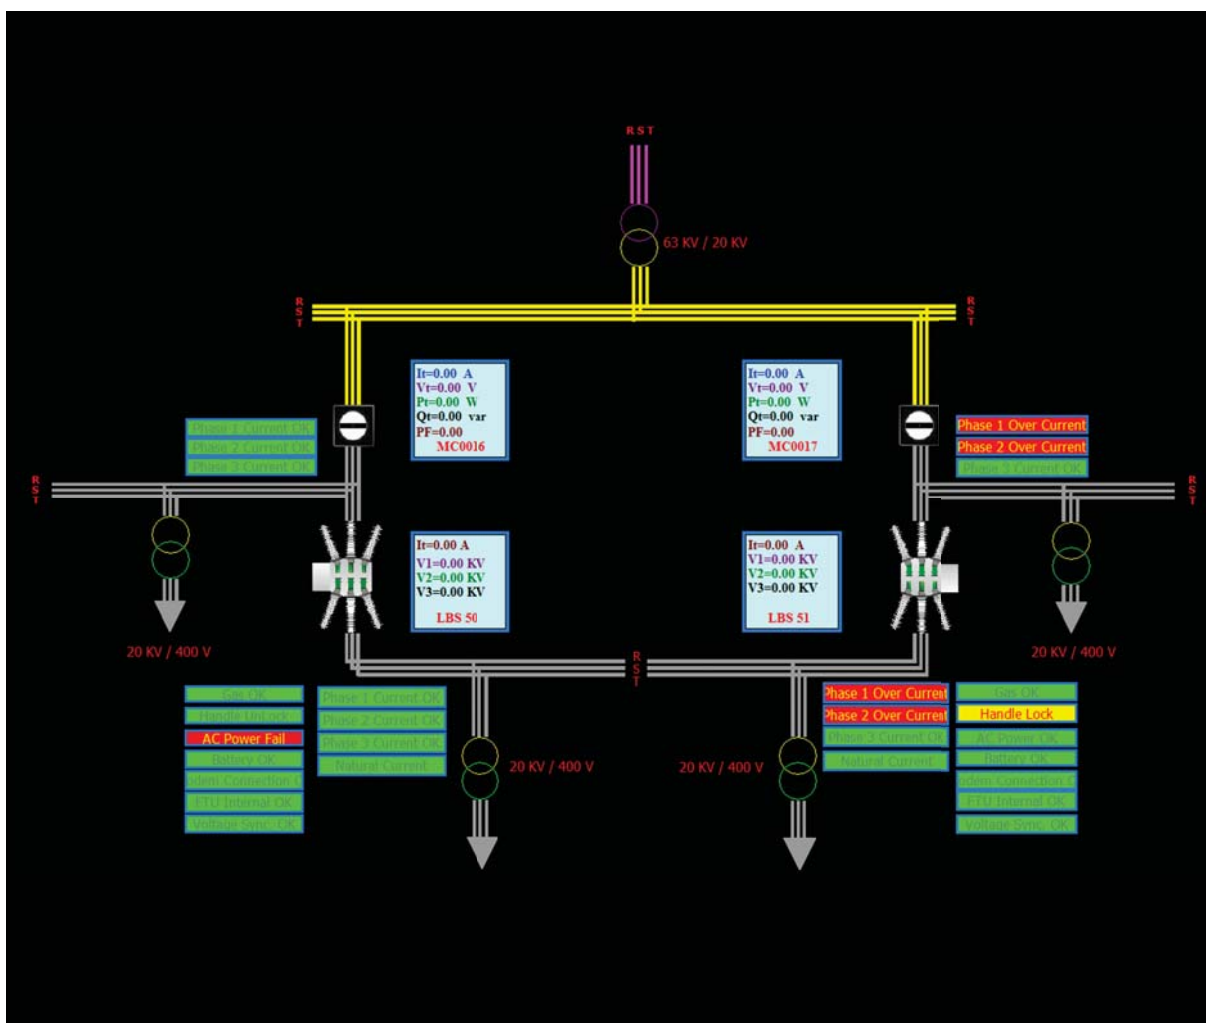 R S T
63 KV / 20 KV
R
S
T
R
S
T
It=0.00 A
Vt=0.00 V
Pt=0.00 W
Qt=0.00 var
PF=0.00
MC0016
It=0.00 A
Vt=0.00 V
Pt=0.00 W
Qt=0.00 var
PF=0.00
MC0017
Phase 1 Current OK
Phase 2 Current OK
Phase 3 Current OK
Phase 1 Over Current
Phase 2 Over Current
Phase 3 Current OK
R
S
T
R
S
T
It=0.00 A
V1=0.00 KV
V2=0.00 KV
V3=0.00 KV
LBS 50
It=0.00 A
V1=0.00 KV
V2=0.00 KV
V3=0.00 KV
LBS 51
20 KV / 400 V
20 KV / 400 V
R
S
T
Gas OK
Handle UnLock
AC Power Fail
Battery OK
odem Connection O
FTU Internal OK
Voltage Sync. OK
Phase 1 Current OK
Phase 2 Current OK
Phase 3 Current OK
Natural Current
20 KV / 400 V
20 KV / 400 V
Phase 1 Over Current
Phase 2 Over Current
Phase 3 Current OK
Natural Current
Gas OK
Handle Lock
AC Power OK
Battery OK
odem Connection O
FTU Internal OK
Voltage Sync. OK